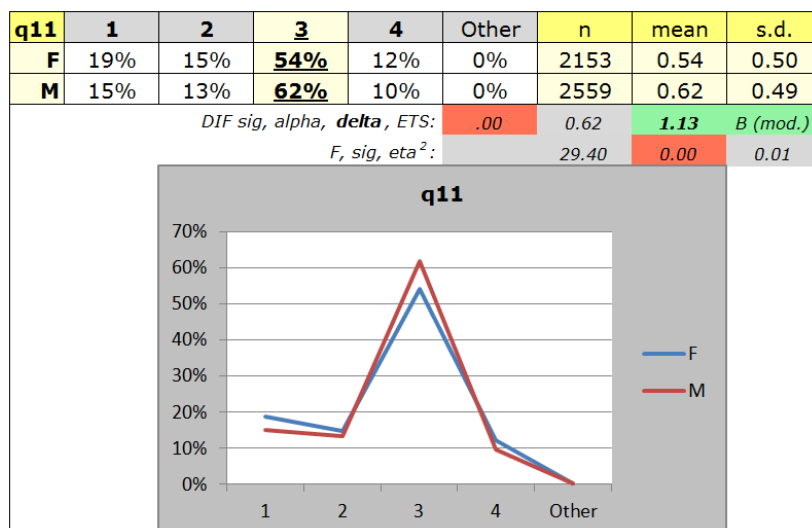 q11 1 2 3 4 Other n mean s.d.
F 19% 15% 54% 12% 0% 2153 0.54 0.50
M 15% 13% 62% 10% 0% 2559 0.62 0.49
DIF sig, alpha, delta, ETS: .00 0.62 1.13 B (mod.)
F, sig, eta²: 29.40 0.00 0.01
q11
70%
60%
50%
40%
30%
20%
10%
0%
1 2 3 4 Other
F
M